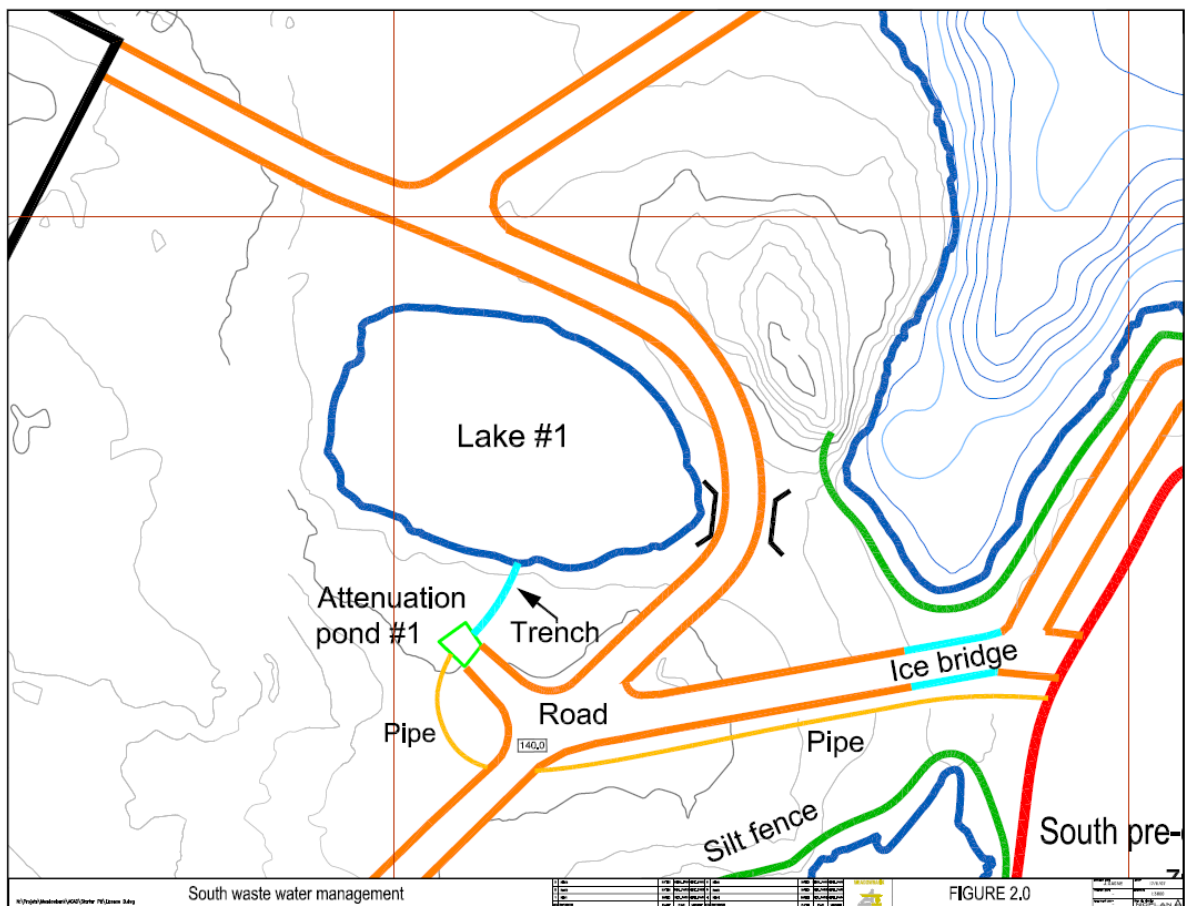 Lake #1
Attenuation
pond #1
Trench
Ice bridge
Road
Pipe
140.0
Pipe
Silt fence
South pre-
South waste water management
FIGURE 2.0